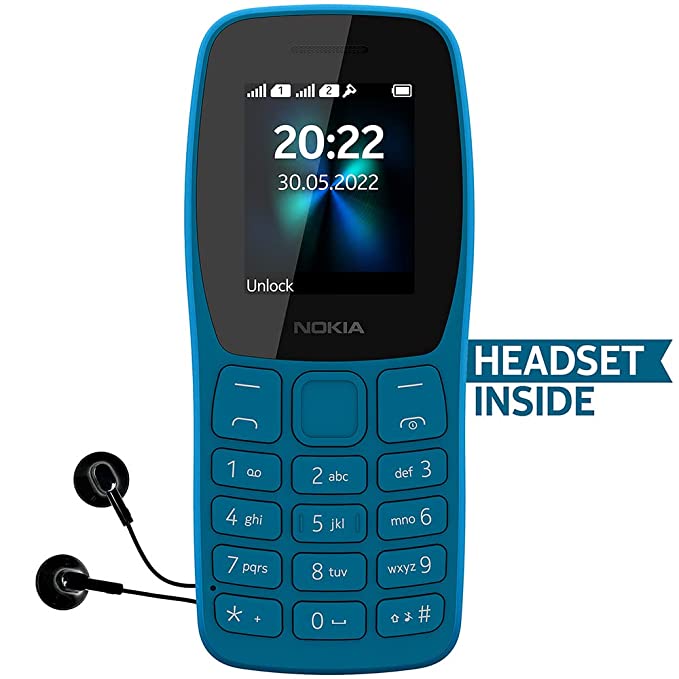 1 2
20:22
30.05.2022
Unlock
NOKIA
HEADSET
INSIDE
1
2 abc
def 3
4 ghi
5 jkl
mno 6
7 pqrs
8 tuv
wxyz 9
* +
0
#